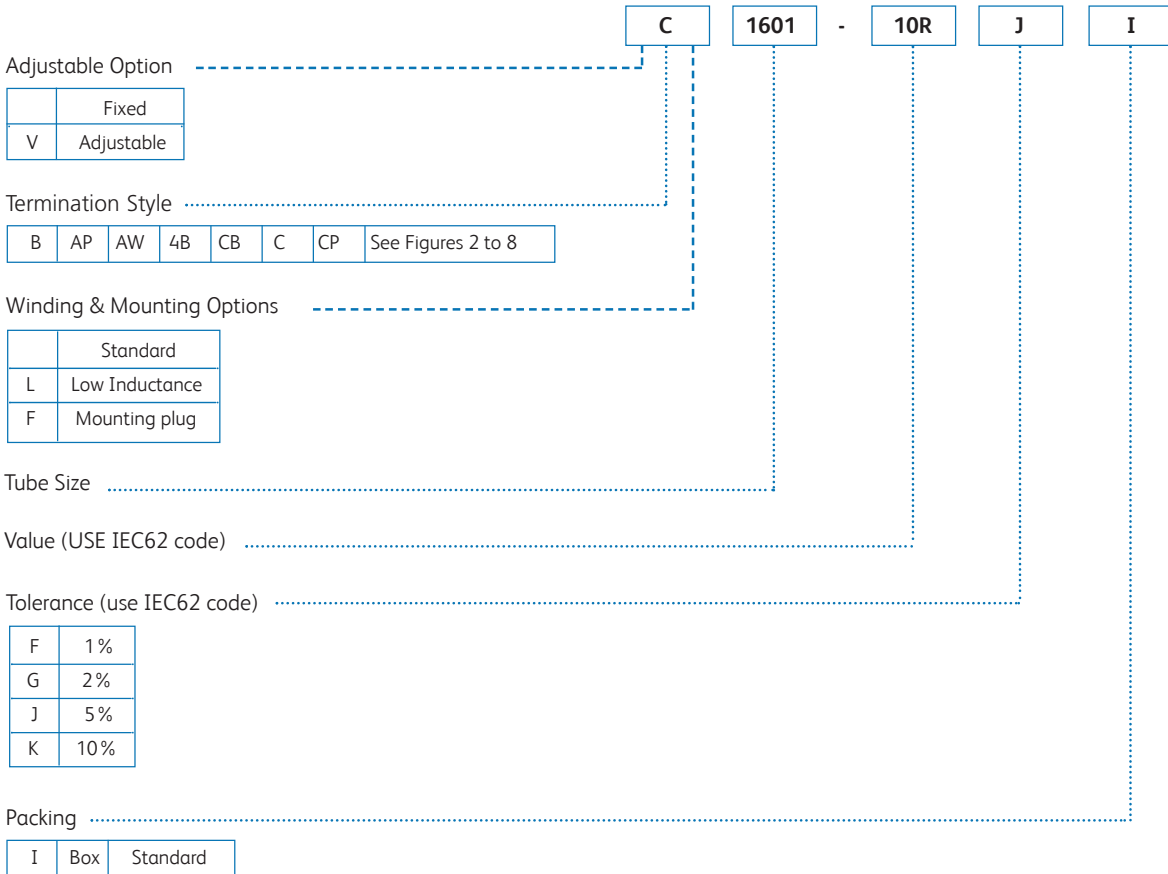 C 1601 - 10R J I
Adjustable Option
Fixed
V Adjustable
Termination Style
B AP AW 4B CB C CP See Figures 2 to 8
Winding & Mounting Options
Standard
L Low Inductance
F Mounting plug
Tube Size
Value (USE IEC62 code)
Tolerance (use IEC62 code)
F 1%
G 2%
J 5%
K 10%
Packing
I Box Standard